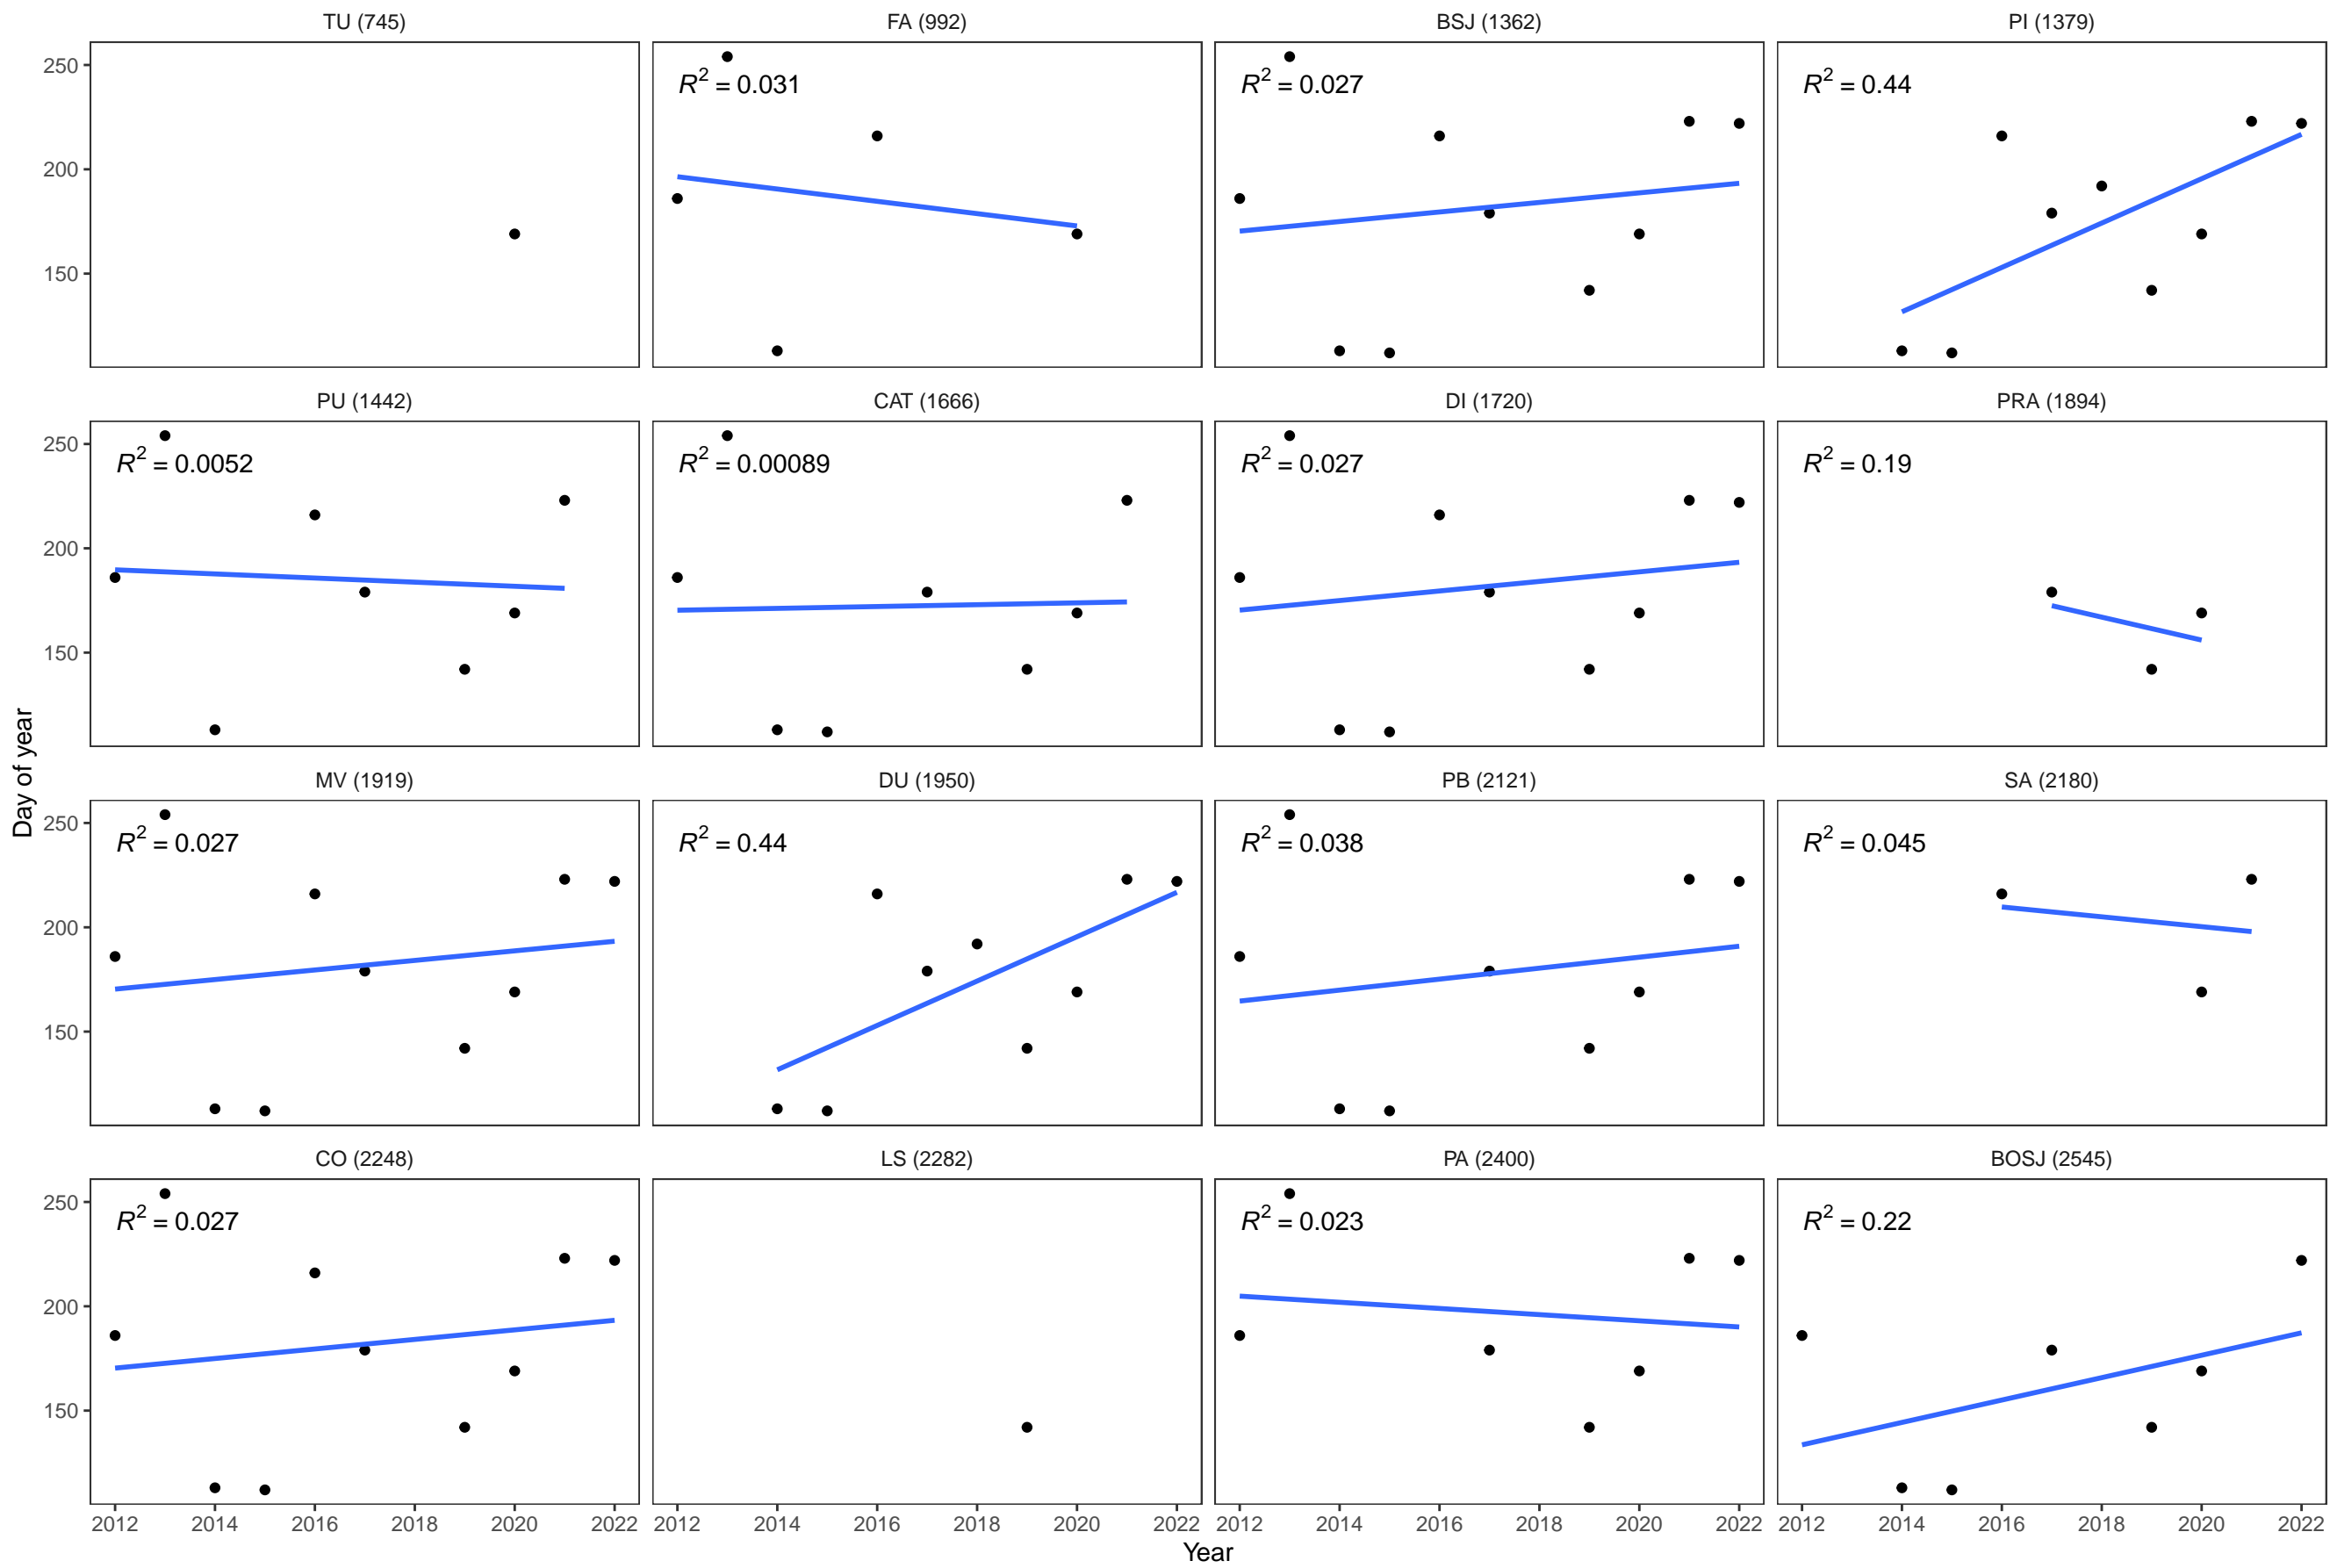 TU (745) FA (992) BSJ (1362) PI (1379)
250
R² = 0.031 R² = 0.027 R² = 0.44
200
150
PU (1442) CAT (1666) DI (1720) PRA (1894)
250
R² = 0.0052 R² = 0.00089 R² = 0.027 R² = 0.19
200
150
Day of year
MV (1919) DU (1950) PB (2121) SA (2180)
250
R² = 0.027 R² = 0.44 R² = 0.038 R² = 0.045
200
150
CO (2248) LS (2282) PA (2400) BOSJ (2545)
250
R² = 0.027 R² = 0.023 R² = 0.22
200
150
2012 2014 2016 2018 2020 2022 2012 2014 2016 2018 2020 2022 2012 2014 2016 2018 2020 2022 2012 2014 2016 2018 2020 2022
Year